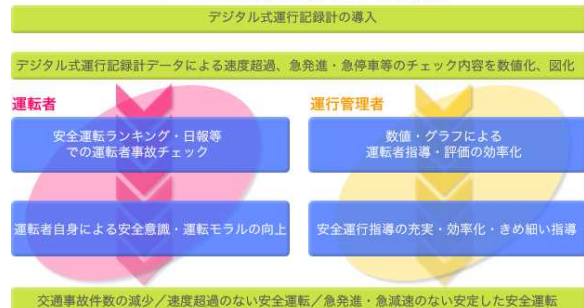 デジタル式運行記録計の導入
デジタル式運行記録計データによる速度超過、急発進・急停車等のチェック内容を数値化、図化
運転者
安全運転ランキング・日報等
での運転者事故チェック
運転者自身による安全意識・運転モラルの向上
運行管理者
数値・グラフによる
運転者指導・評価の効率化
安全運行指導の充実・効率化・きめ細い指導
交通事故件数の減少／速度超過のない安全運転／急発進・急減速のない安定した安全運転